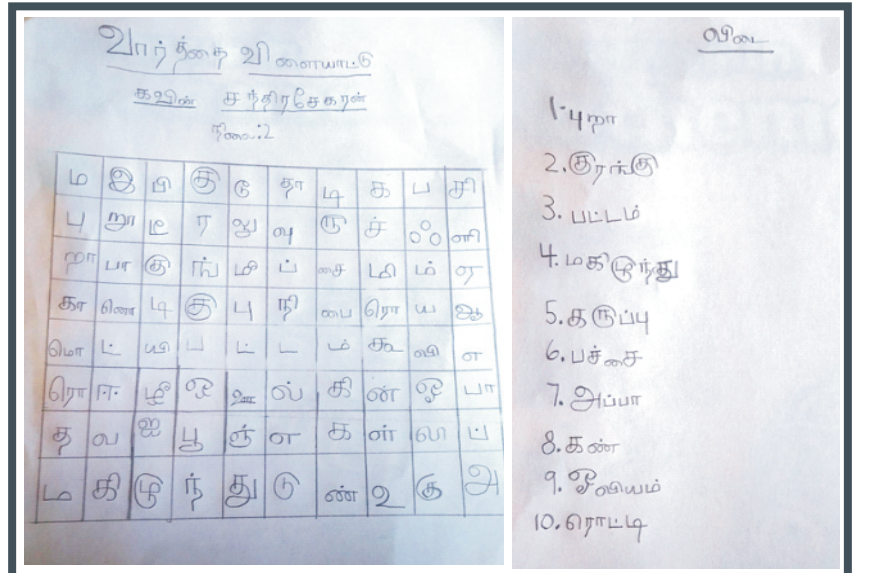 வார்த்தை விளையாட்டு
கவின் சந்திரசேகரன்
நிலை:2
ம இ பி கு டு தா டி க ப சி
பு றா டீ ர லு வு ரு ச் ஃ ளி
றா பா கு ங் மீ ப் சை மி ம் ர
கா ணொ டி கு பு நி பை ரொ ய ஆ
மொ ட் யி ப ட் ட ம் கூ வி ள
ரொ ஈ ழீ ஒ ஊ ல் கி ன் ஓ பா
த வ ஐ பூ ஞ் ள க ள் லி ப்
ம கி ழு ந் து டு ண் உ கு அ
விடை
1. புறா
2. குரங்கு
3. பட்டம்
4. மகிழுந்து
5. கருப்பு
6. பச்சை
7. அப்பா
8. கண்
9. ஓவியம்
10. ரொட்டி